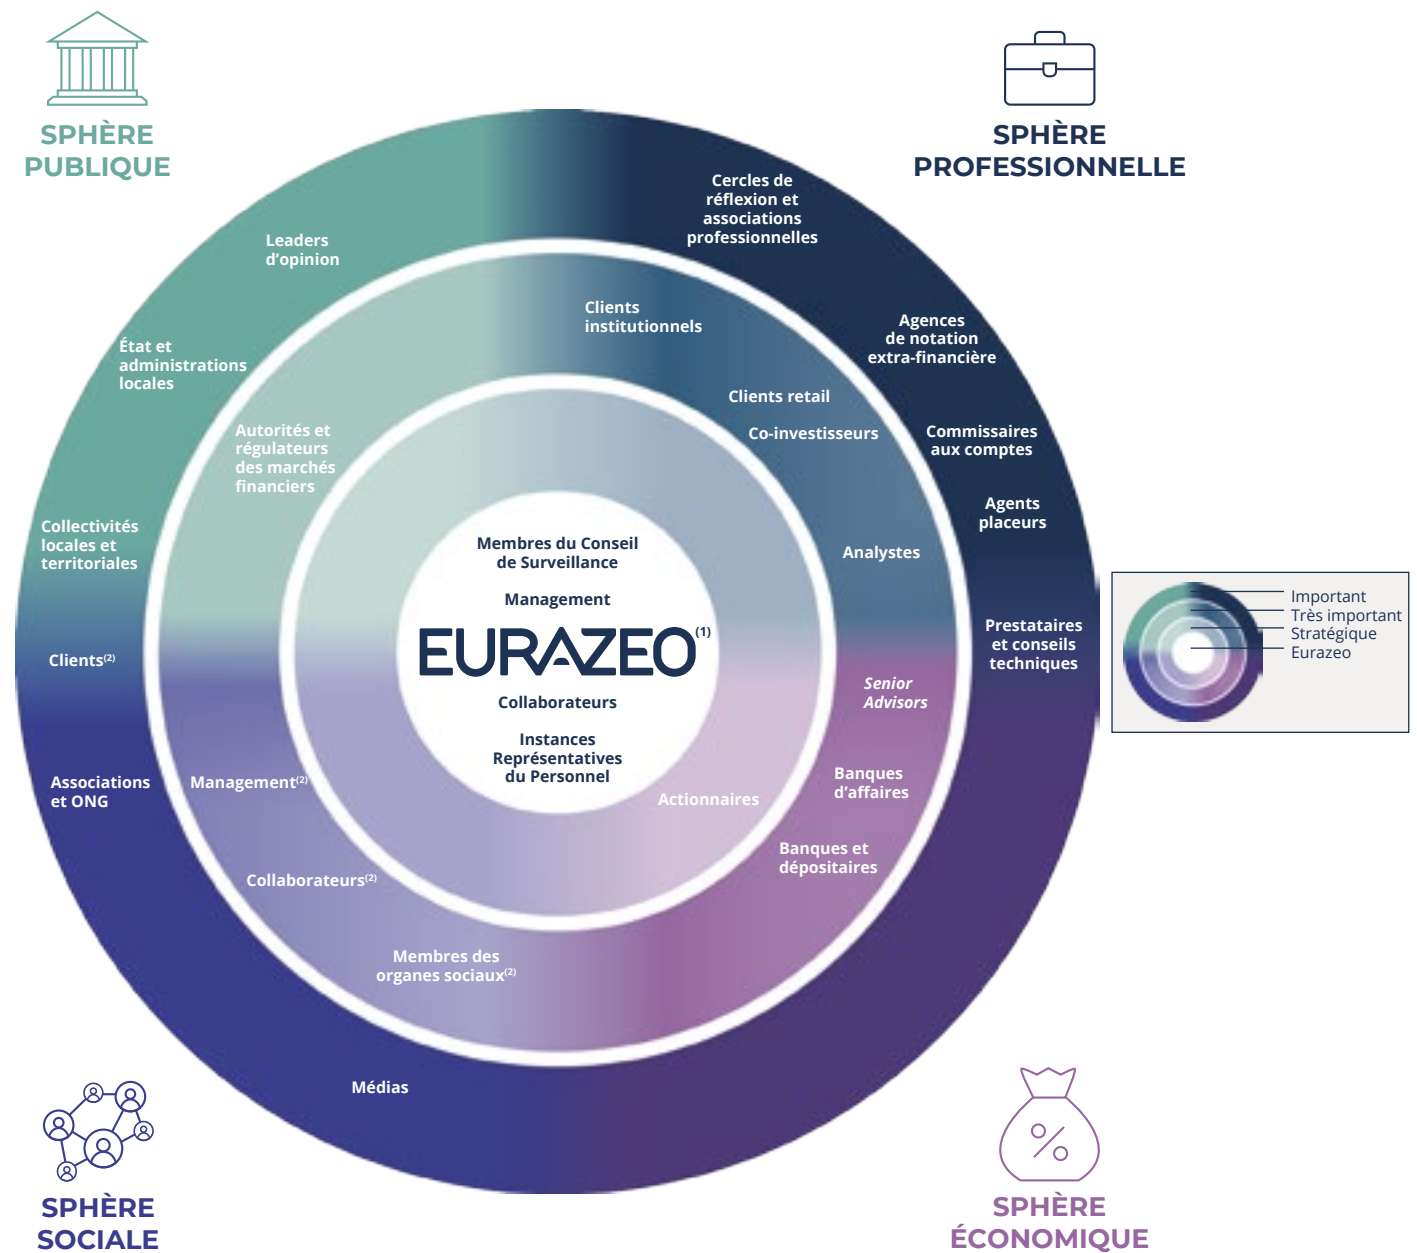 SPHÈRE
PUBLIQUE
SPHÈRE
PROFESSIONNELLE
Cercles de
réflexion et
associations
professionnelles
Leaders
d’opinion
Clients
institutionnels
Agences
de notation
extra-financière
État et
administrations
locales
Clients retail
Co-investisseurs
Autorités et
régulateurs
des marchés
financiers
Commissaires
aux comptes
Agents
placeurs
Collectivités
locales et
territoriales
Membres du Conseil
de Surveillance
Management
EURAZEO(1)
Collaborateurs
Instances
Représentatives
du Personnel
Analystes
Prestataires
et conseils
techniques
Clients(2)
Senior
Advisors
Associations
et ONG
Management(2)
Actionnaires
Banques
d’affaires
Banques et
dépositaires
Collaborateurs(2)
Membres des
organes sociaux(2)
Médias
Important
Très important
Stratégique
Eurazeo
%
SPHÈRE
SOCIALE
SPHÈRE
ÉCONOMIQUE